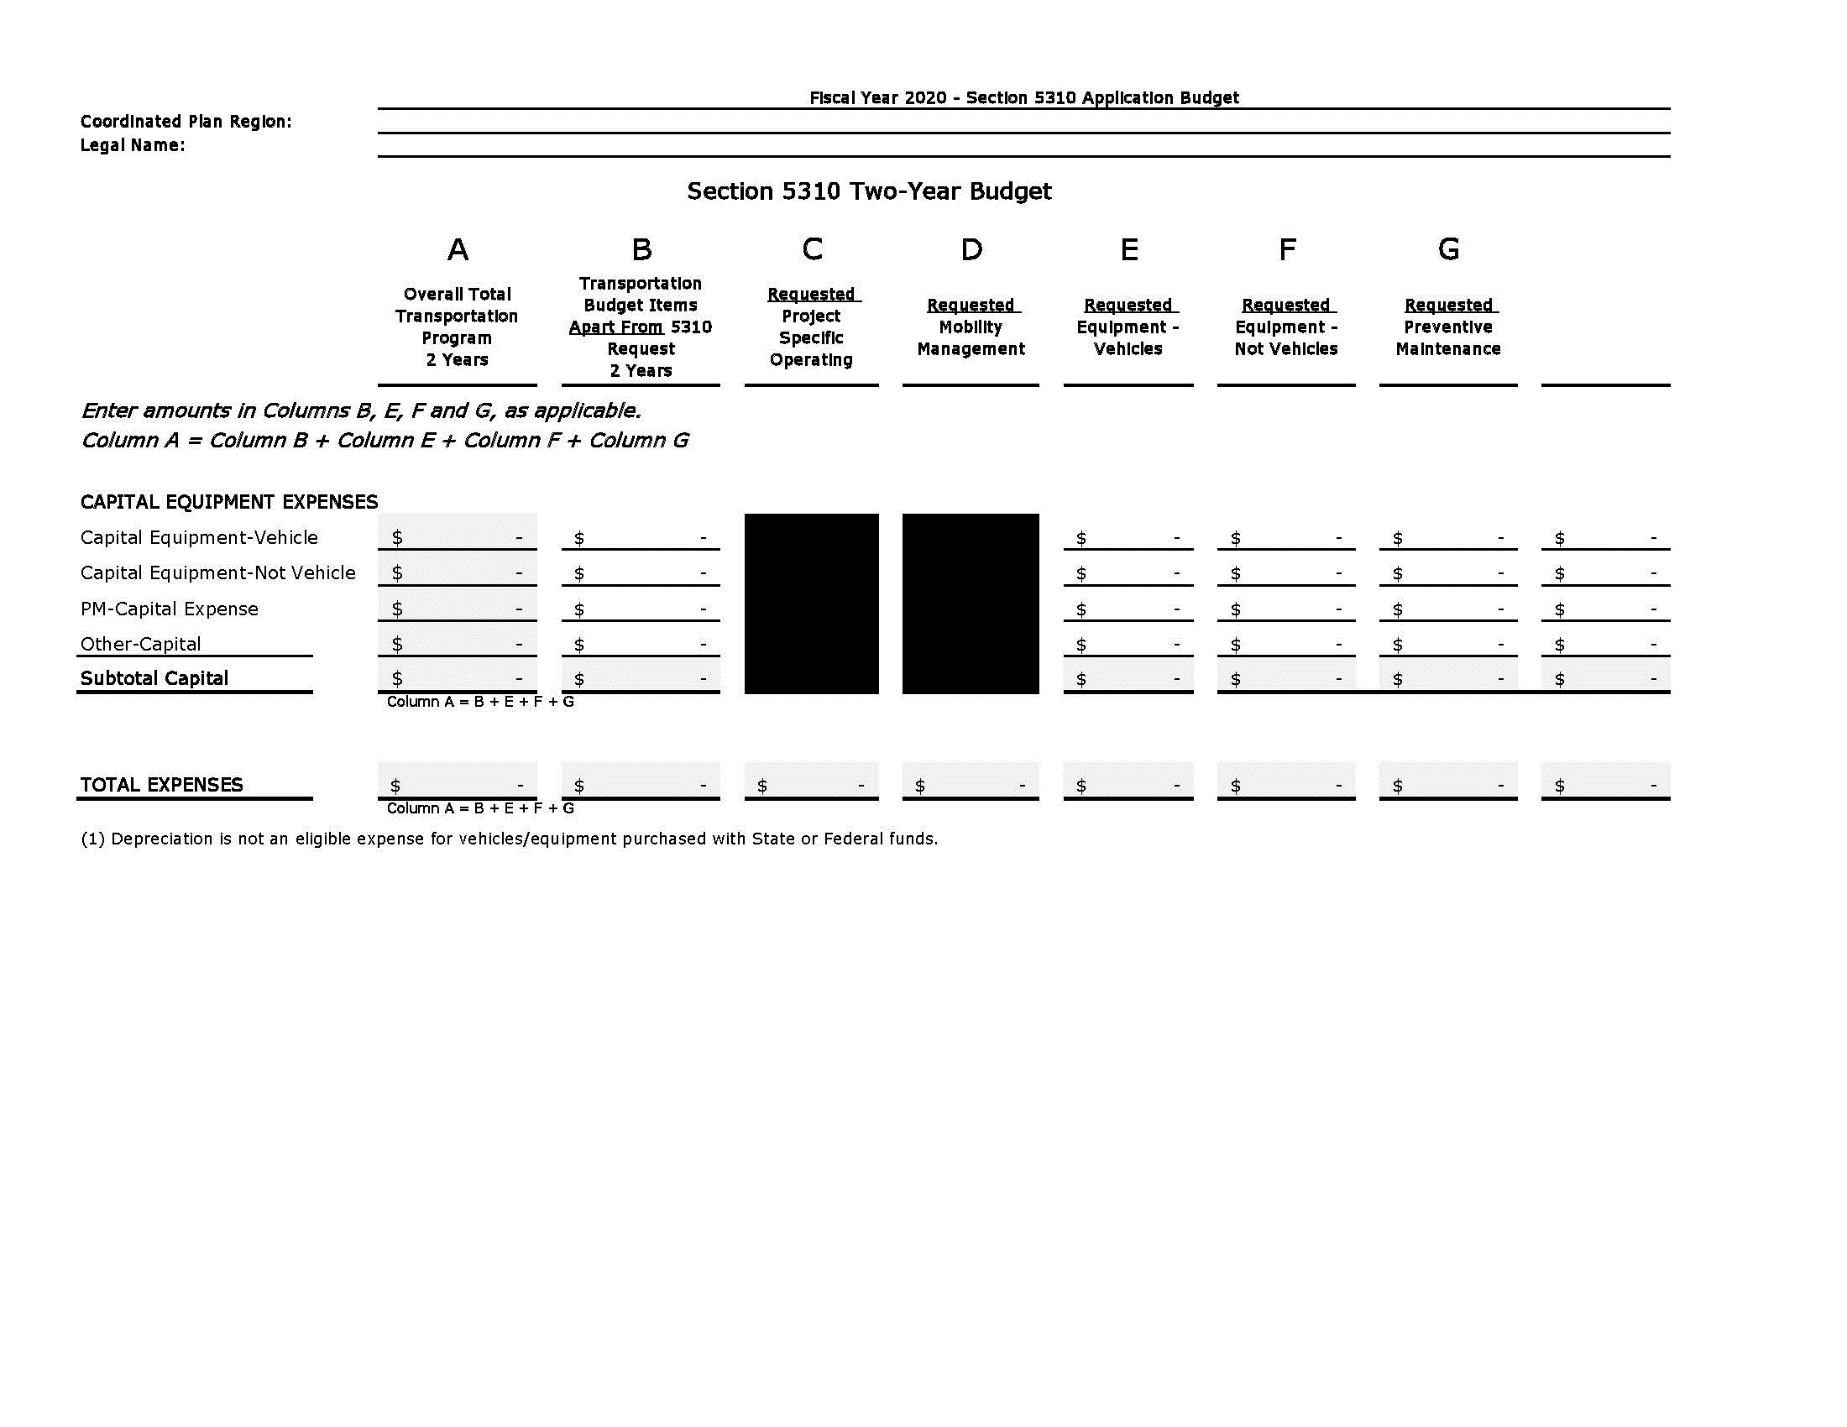 Fiscal Year 2020 - Section 5310 Application Budget
Coordinated Plan Region:
Legal Name:
Section 5310 Two-Year Budget
A B C D E F G
Overall Total
Transportation
Program
2 Years
Transportation
Budget Items
Apart From 5310
Request
2 Years
Requested
Project
Specific
Operating
Requested
Mobility
Management
Requested
Equipment -
Vehicles
Requested
Equipment -
Not Vehicles
Requested
Preventive
Maintenance
Enter amounts in Columns B, E, F and G, as applicable.
Column A = Column B + Column E + Column F + Column G
CAPITAL EQUIPMENT EXPENSES
Capital Equipment-Vehicle $ - $ - $ - $ - $ - $ -
Capital Equipment-Not Vehicle $ - $ - $ - $ - $ - $ -
PM-Capital Expense $ - $ - $ - $ - $ - $ -
Other-Capital $ - $ - $ - $ - $ - $ -
Subtotal Capital $ - $ - $ - $ - $ - $ -
Column A = B + E + F + G
TOTAL EXPENSES $ - $ - $ - $ - $ - $ - $ - $ -
Column A = B + E + F + G
(1) Depreciation is not an eligible expense for vehicles/equipment purchased with State or Federal funds.